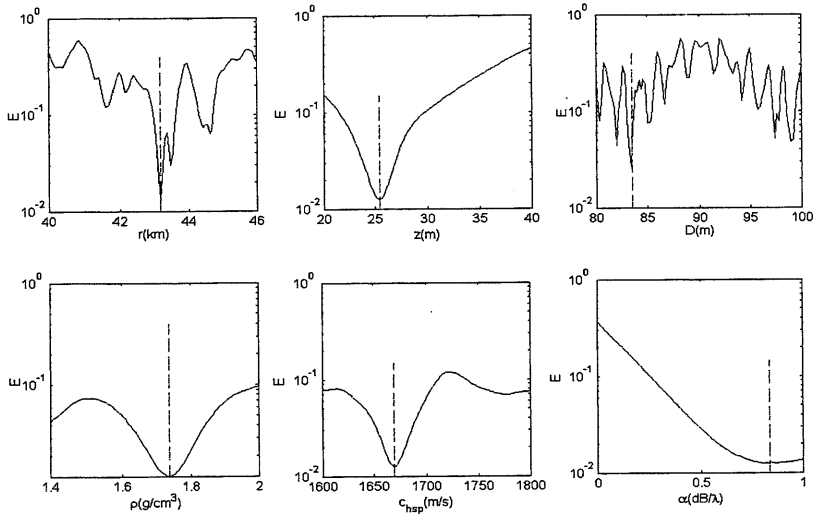 10^0
10^-1
10^-2
E
40 42 44 46
r(km)
10^0
10^-1
10^-2
E
20 25 30 35 40
z(m)
10^0
10^-1
10^-2
E
80 85 90 95 100
D(m)
10^0
10^-1
E
1.4 1.6 1.8 2
ρ(g/cm^3)
10^0
10^-1
10^-2
E
1600 1650 1700 1750 1800
c_hsp(m/s)
10^0
10^-1
10^-2
E
0 0.5 1
α(dB/λ)